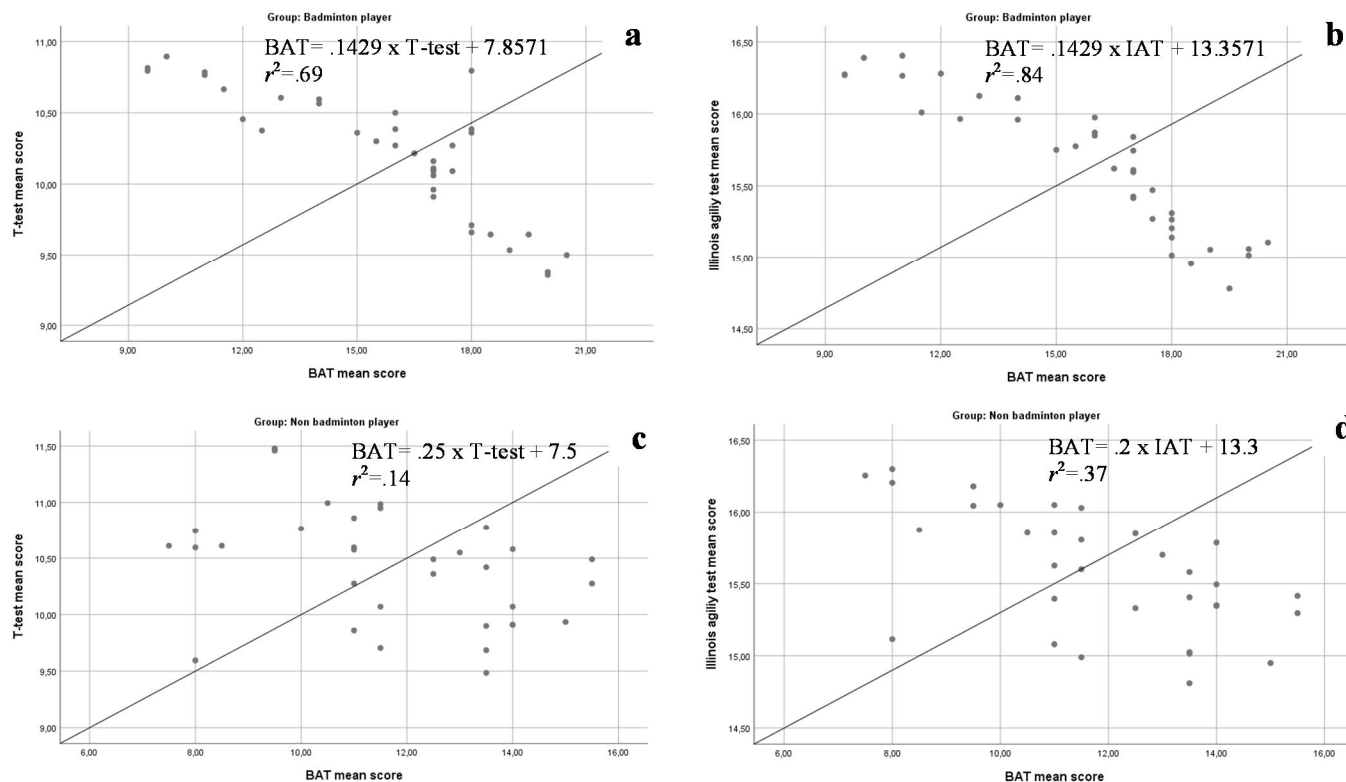 Group: Badminton player
a
BAT= .1429 x T-test + 7.8571
r²=.69
11,00
10,50
10,00
9,50
9,00
T-test mean score
9,00 12,00 15,00 18,00 21,00
BAT mean score
Group: Badminton player
b
BAT= .1429 x IAT + 13.3571
r²=.84
16,50
16,00
15,50
15,00
14,50
Illinois agiliy test mean score
9,00 12,00 15,00 18,00 21,00
BAT mean score
Group: Non badminton player
c
BAT= .25 x T-test + 7.5
r²=.14
11,50
11,00
10,50
10,00
9,50
9,00
T-test mean score
6,00 8,00 10,00 12,00 14,00 16,00
BAT mean score
Group: Non badminton player
d
BAT= .2 x IAT + 13.3
r²=.37
16,50
16,00
15,50
15,00
14,50
Illinois agiliy test mean score
6,00 8,00 10,00 12,00 14,00 16,00
BAT mean score